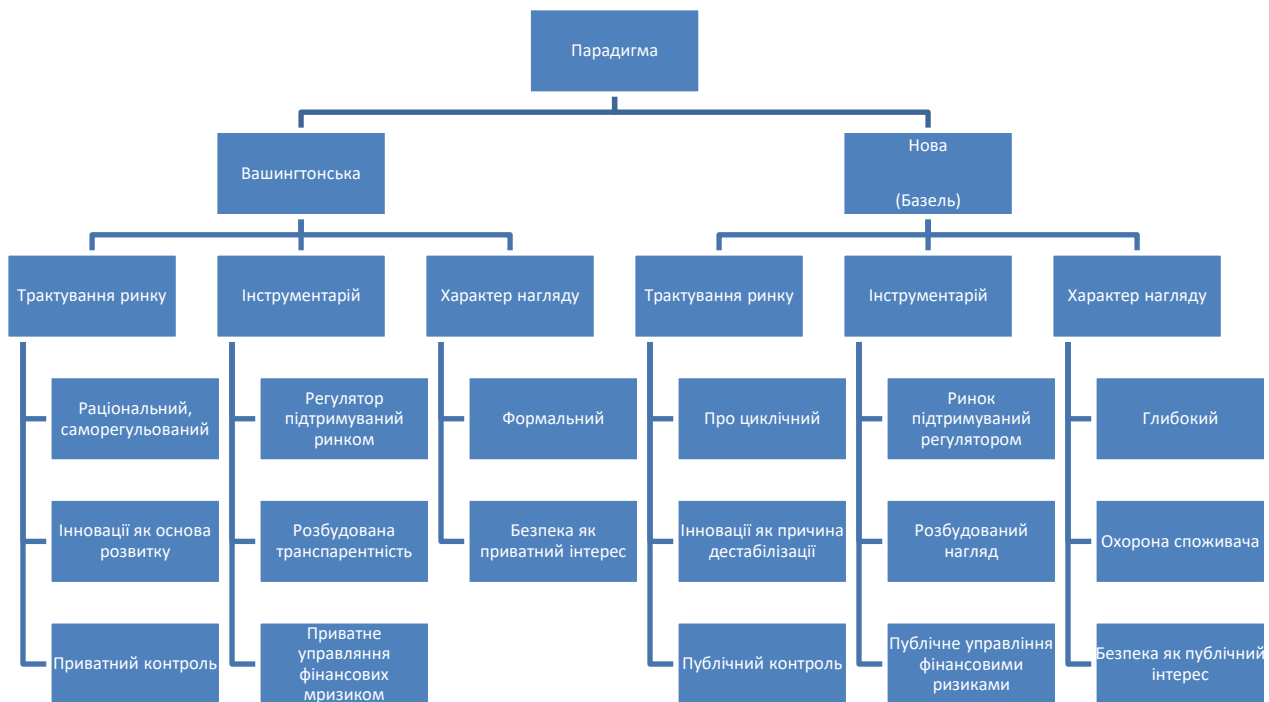 Парадигма
Вашингтонська
Нова
(Базель)
Трактування ринку
Інструментарій
Характер нагляду
Трактування ринку
Інструментарій
Характер нагляду
Раціональний,
саморегульований
Регулятор
підтримуваний
ринком
Формальний
Про циклічний
Ринок
підтримуваний
регулятором
Глибокий
Інновації як основа
розвитку
Розбудована
транспарентність
Безпека як
приватний інтерес
Інновації як причина
дестабілізації
Розбудований
нагляд
Охорона споживача
Приватний контроль
Приватне
управляння
фінансових
мризиком
Публічний контроль
Публічне управління
фінансовими
ризиками
Безпека як публічний
інтерес